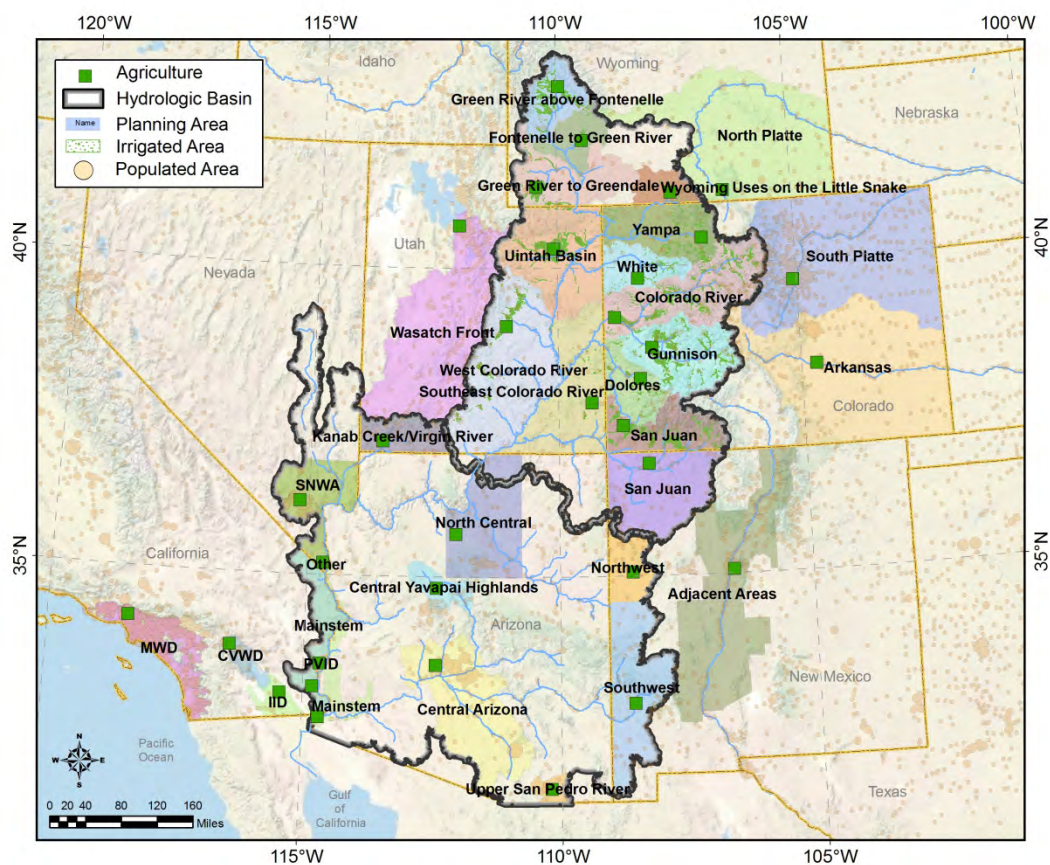 120°W
115°W
110°W
105°W
100°W
Agriculture
Hydrologic Basin
Name
Planning Area
Irrigated Area
Populated Area
Idaho
Wyoming
Nebraska
Green River above Fontenelle
Fontenelle to Green River
North Platte
Green River to Greendale
Wyoming Uses on the Little Snake
40°N
40°N
Utah
Yampa
Nevada
Uintah Basin
White
South Platte
Colorado River
Wasatch Front
Gunnison
West Colorado River
Arkansas
Southeast Colorado River
Dolores
Colorado
Kanab Creek/Virgin River
San Juan
SNWA
San Juan
North Central
35°N
California
35°N
Other
Northwest
Central Yavapai Highlands
Adjacent Areas
Mainstem
Arizona
MWD
CVWD
PVID
New Mexico
IID
Mainstem
Southwest
Central Arizona
Pacific
Ocean
N
W
E
S
Upper San Pedro River
Gulf
of
California
Texas
0 20 40 80 120 160
Miles
115°W
110°W
105°W